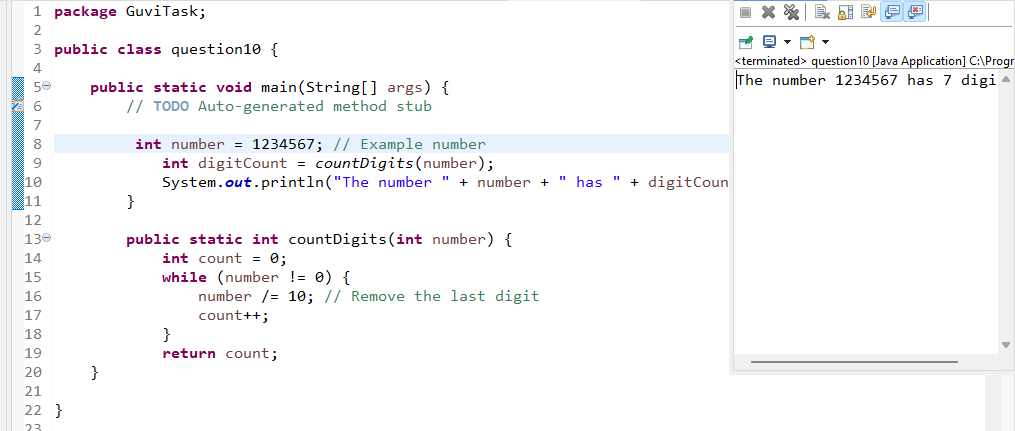 1 package GuviTask;
2
3 public class question10 {
4
5 public static void main(String[] args) {
6 // TODO Auto-generated method stub
7
8 int number = 1234567; // Example number
9 int digitCount = countDigits(number);
10 System.out.println("The number " + number + " has " + digitCoun
11 }
12
13 public static int countDigits(int number) {
14 int count = 0;
15 while (number != 0) {
16 number /= 10; // Remove the last digit
17 count++;
18 }
19 return count;
20 }
21
22 }
23
<terminated> question10 [Java Application] C:\Progr
The number 1234567 has 7 digi